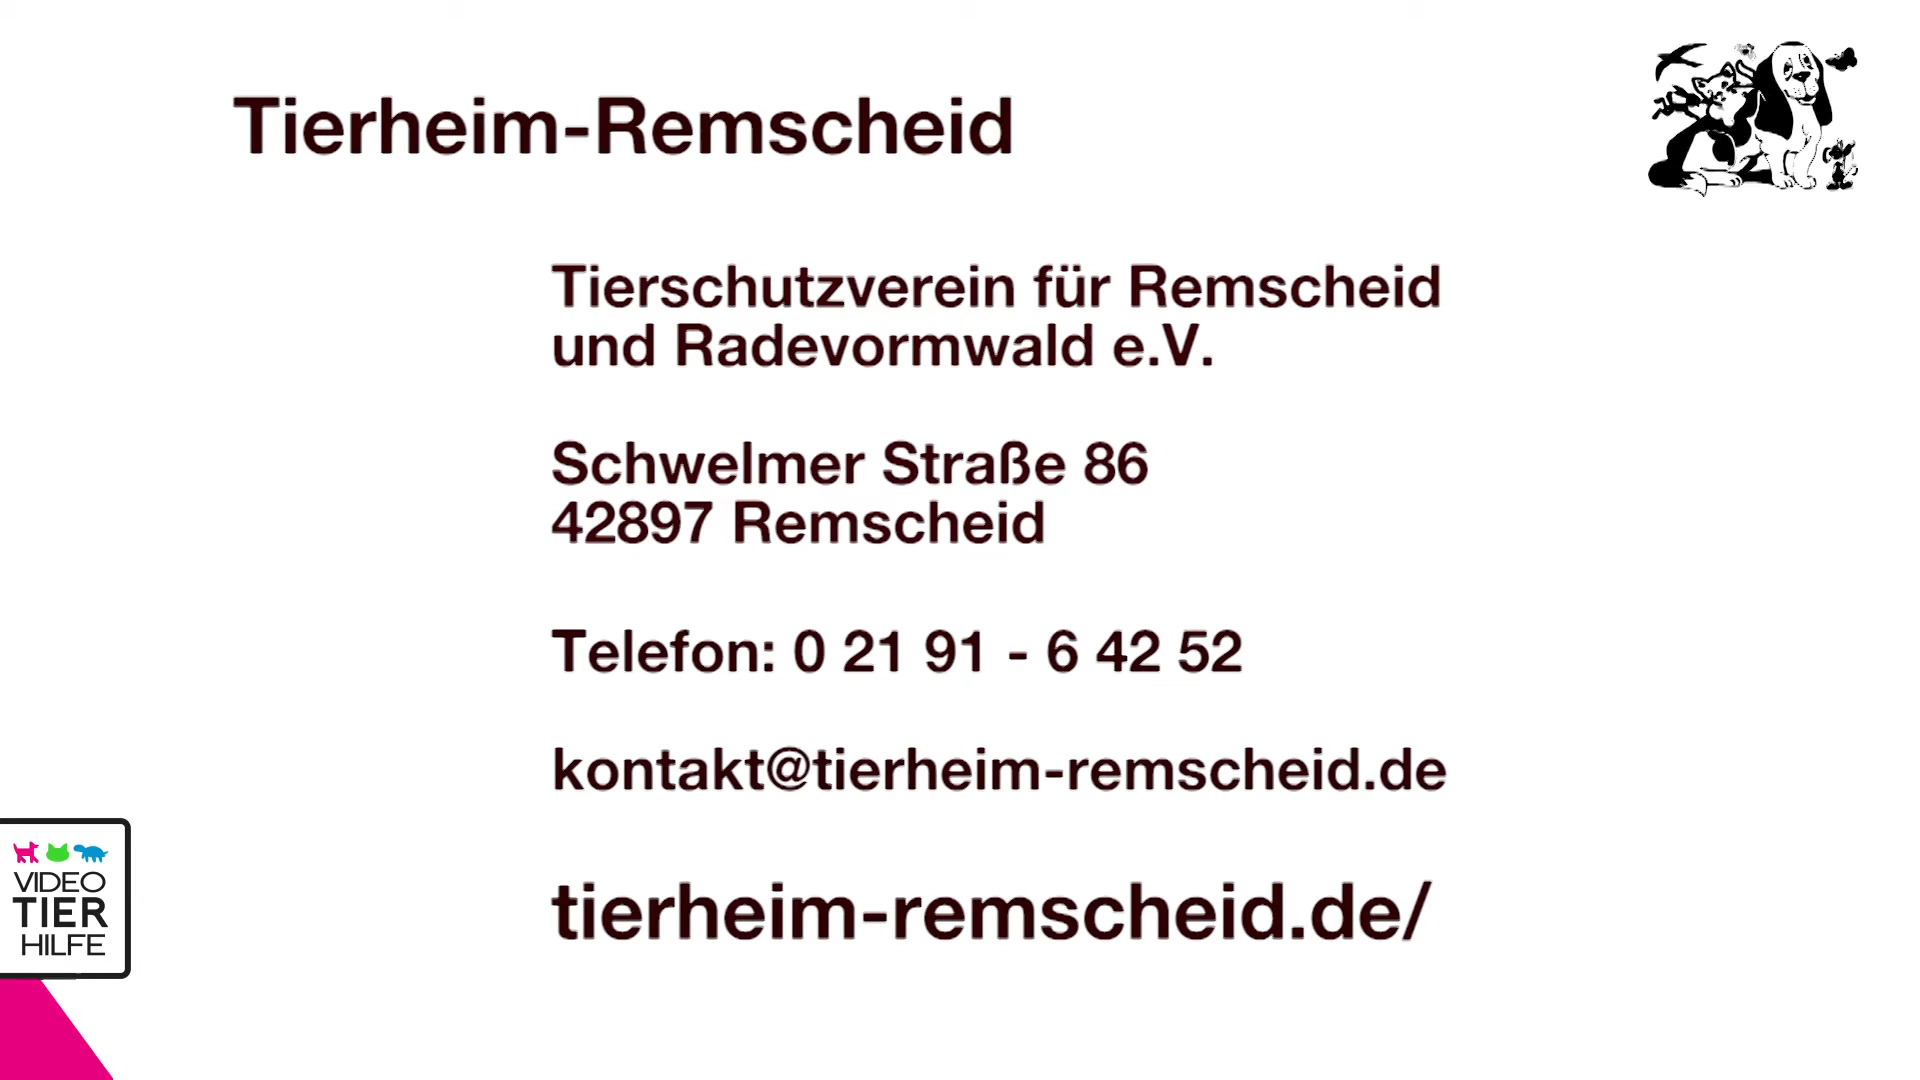 Tierheim-Remscheid
Tierschutzverein für Remscheid
und Radevormwald e.V.
Schwelmer Straße 86
42897 Remscheid
Telefon: 0 21 91 - 6 42 52
kontakt@tierheim-remscheid.de
tierheim-remscheid.de/
VIDEO
TIER
HILFE